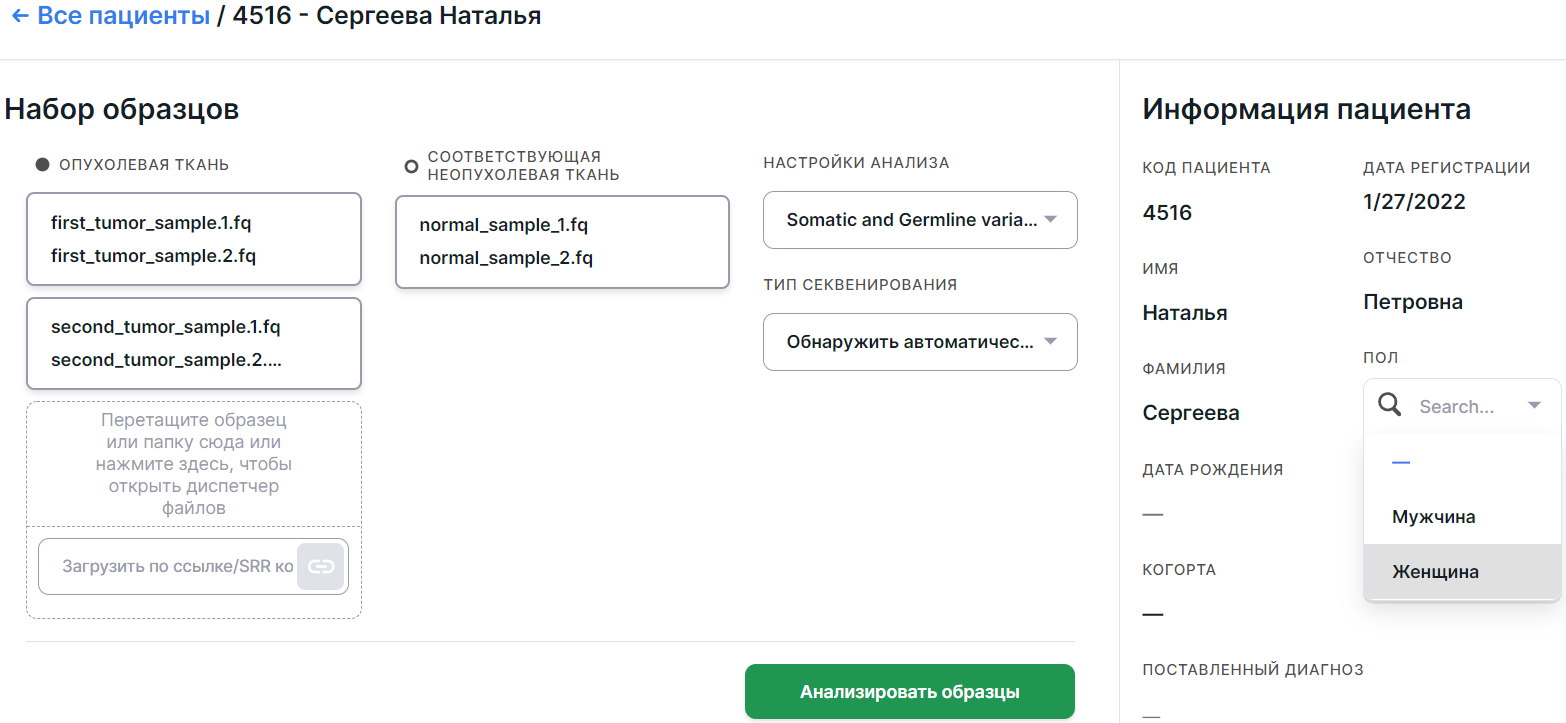 ← Все пациенты / 4516 - Сергеева Наталья
Набор образцов
ОПУХОЛЕВАЯ ТКАНЬ
first_tumor_sample.1.fq
first_tumor_sample.2.fq
second_tumor_sample.1.fq
second_tumor_sample.2....
Перетащите образец
или папку сюда или
нажмите здесь, чтобы
открыть диспетчер
файлов
Загрузить по ссылке/SRR ко
СООТВЕТСТВУЮЩАЯ
НЕОПУХОЛЕВАЯ ТКАНЬ
normal_sample_1.fq
normal_sample_2.fq
НАСТРОЙКИ АНАЛИЗА
Somatic and Germline varia...
ТИП СЕКВЕНИРОВАНИЯ
Обнаружить автоматичес...
Анализировать образцы
Информация пациента
КОД ПАЦИЕНТА
4516
ДАТА РЕГИСТРАЦИИ
1/27/2022
ИМЯ
Наталья
ОТЧЕСТВО
Петровна
ФАМИЛИЯ
Сергеева
ПОЛ
Search...
—
Мужчина
Женщина
ДАТА РОЖДЕНИЯ
—
КОГОРТА
—
ПОСТАВЛЕННЫЙ ДИАГНОЗ
—